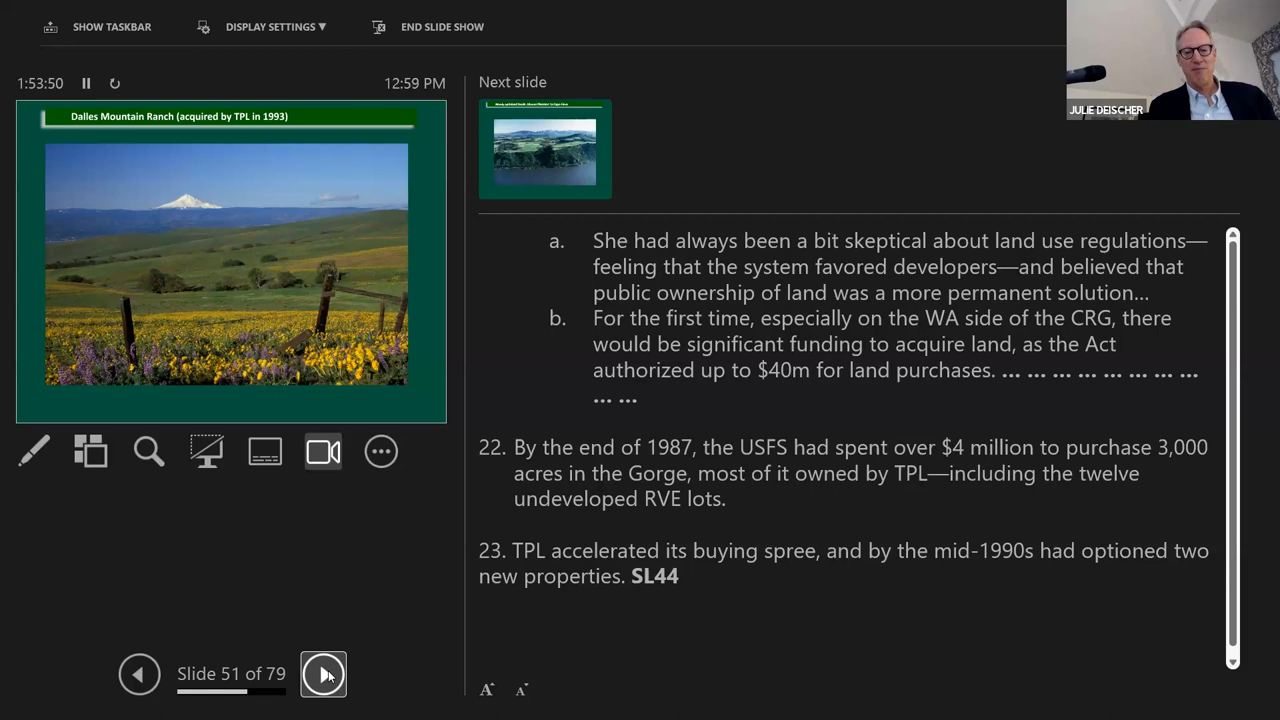 SHOW TASKBAR
DISPLAY SETTINGS ▼
END SLIDE SHOW
JULIE DEISCHER
1:53:50
12:59 PM
Next slide
Dalles Mountain Ranch (acquired by TPL in 1993)
a. She had always been a bit skeptical about land use regulations—
feeling that the system favored developers—and believed that
public ownership of land was a more permanent solution…
b. For the first time, especially on the WA side of the CRG, there
would be significant funding to acquire land, as the Act
authorized up to $40m for land purchases. … … … … … … … …
… …
22. By the end of 1987, the USFS had spent over $4 million to purchase 3,000
acres in the Gorge, most of it owned by TPL—including the twelve
undeveloped RVE lots.
23. TPL accelerated its buying spree, and by the mid-1990s had optioned two
new properties. SL44
Slide 51 of 79
A A